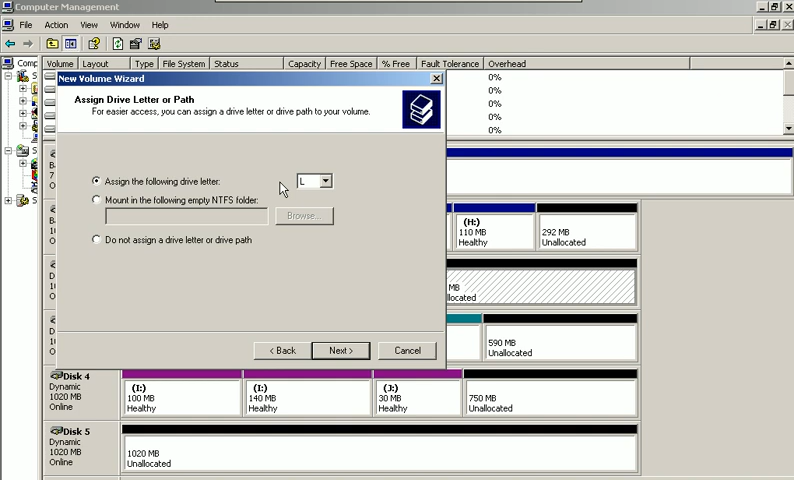 Computer Management
File Action View Window Help
Volume Layout Type File System Status Capacity Free Space % Free Fault Tolerance Overhead
0%
0%
0%
0%
0%
New Volume Wizard
Assign Drive Letter or Path
For easier access, you can assign a drive letter or drive path to your volume.
Assign the following drive letter: L
Mount in the following empty NTFS folder:
Browse...
Do not assign a drive letter or drive path
< Back Next > Cancel
(H:)
110 MB
Healthy
292 MB
Unallocated
MB
llocated
590 MB
Unallocated
Disk 4
Dynamic
1020 MB
Online
(I:)
100 MB
Healthy
(I:)
140 MB
Healthy
(J:)
30 MB
Healthy
750 MB
Unallocated
Disk 5
Dynamic
1020 MB
Online
1020 MB
Unallocated